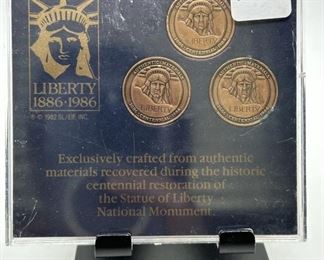 LIBERTY
1886·1986
® © 1982 SL/EIF, INC.
LIBERTY
LIBERTY
LIBERTY
Exclusively crafted from authentic
materials recovered during the historic
centennial restoration of
the Statue of Liberty
National Monument.